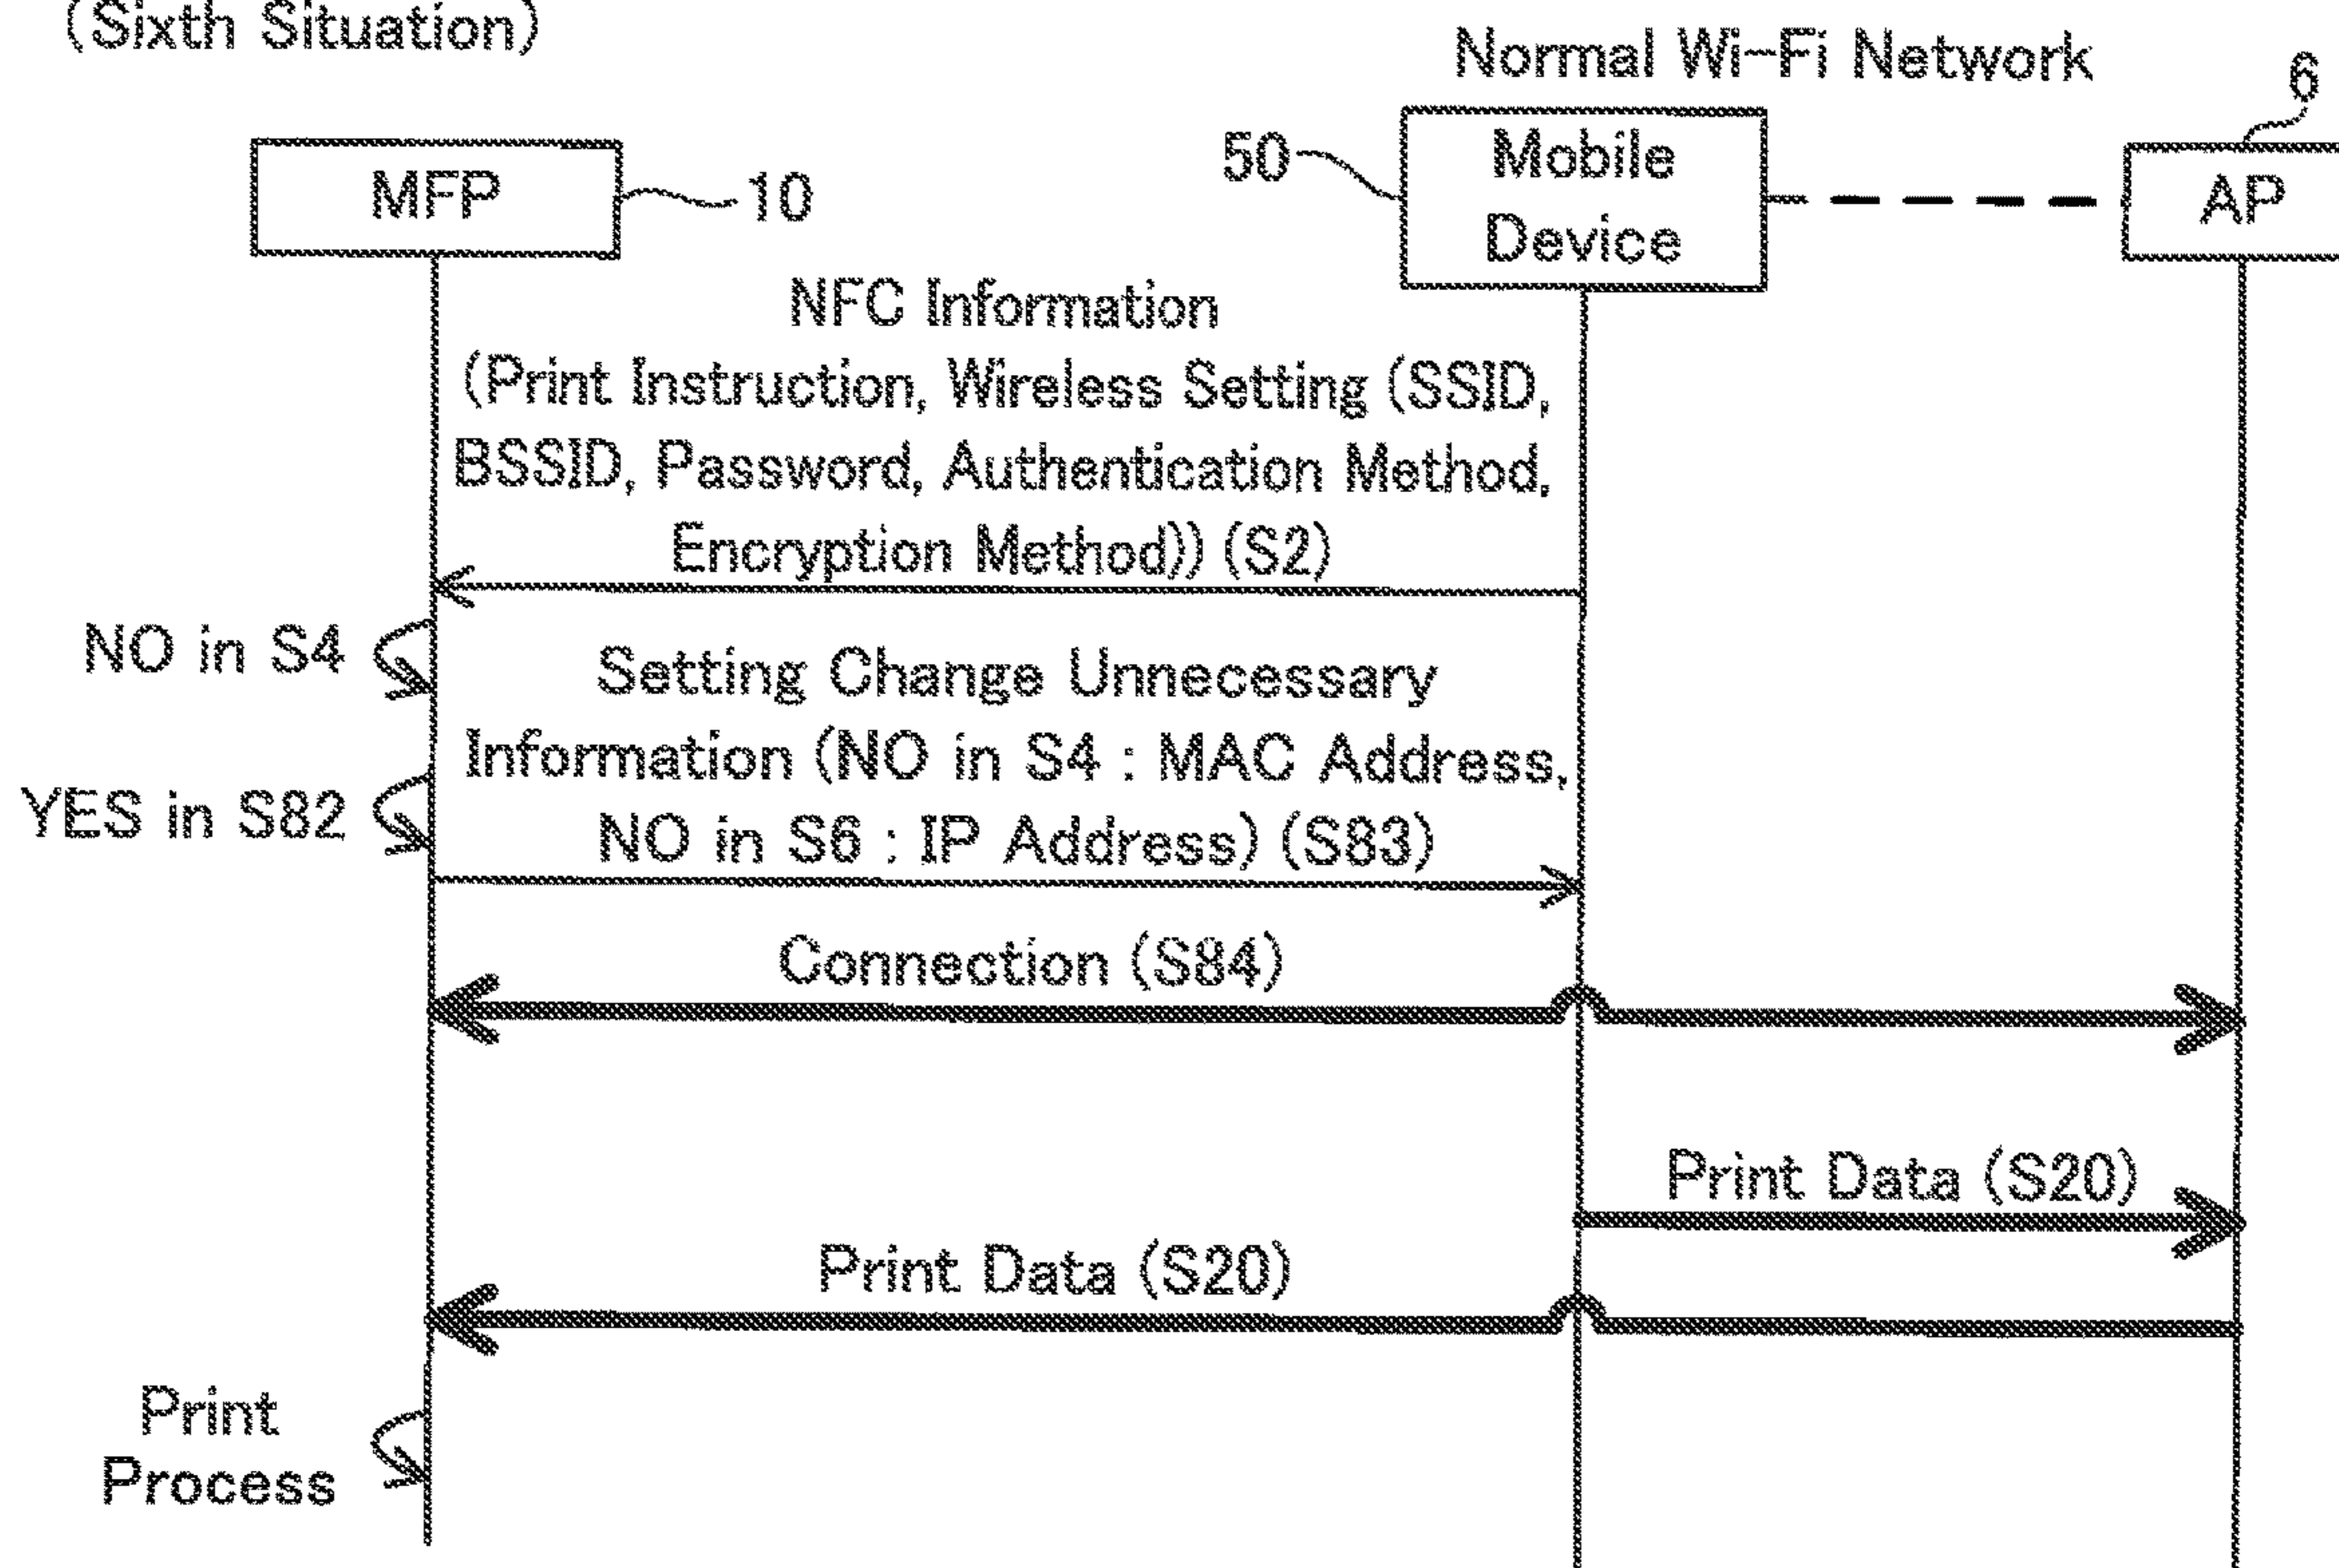 (Sixth Situation)
Normal Wi-Fi Network
6
MFP
10
50
Mobile
Device
AP
NFC Information
(Print Instruction, Wireless Setting (SSID,
BSSID, Password, Authentication Method,
Encryption Method)) (S2)
NO in S4
Setting Change Unnecessary
Information (NO in S4 : MAC Address,
NO in S6 : IP Address) (S83)
YES in S82
Connection (S84)
Print Data (S20)
Print Data (S20)
Print
Process